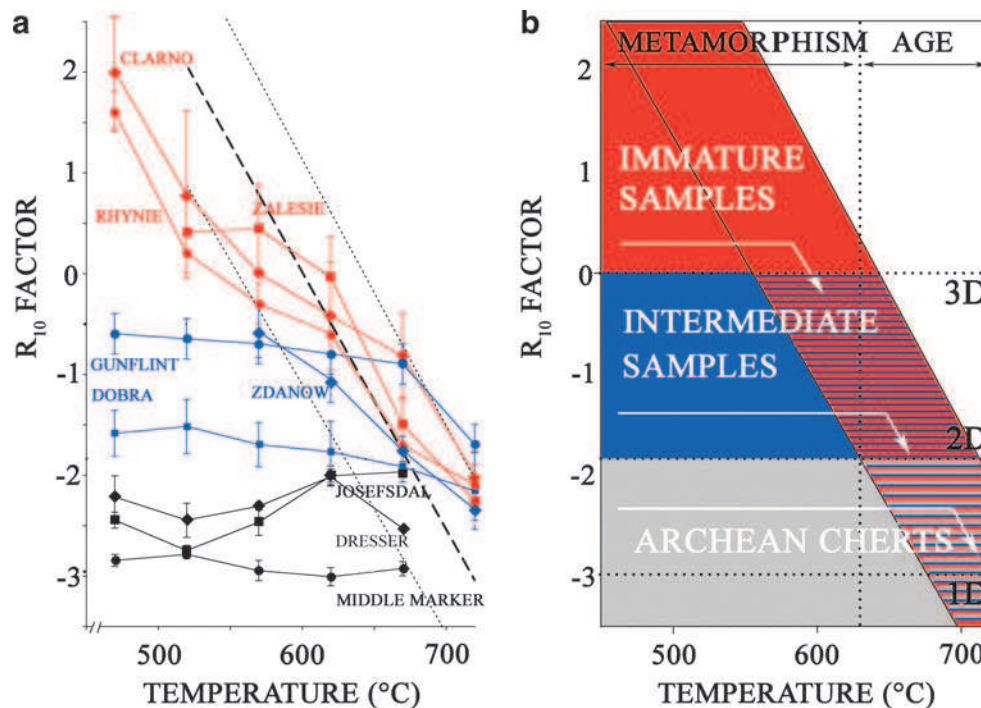 a
CLARNO
RHYNIE
ZALESIE
GUNFLINT
DOBRA
ZDANOW
JOSEFSDAL
DRESSER
MIDDLE MARKER
R10 FACTOR
2
1
0
-1
-2
-3
500
600
700
TEMPERATURE (°C)
b
METAMORPHISM
AGE
IMMATURE
SAMPLES
3D
INTERMEDIATE
SAMPLES
2D
ARCHEAN CHERTS
1D
R10 FACTOR
2
1
0
-1
-2
-3
500
600
700
TEMPERATURE (°C)